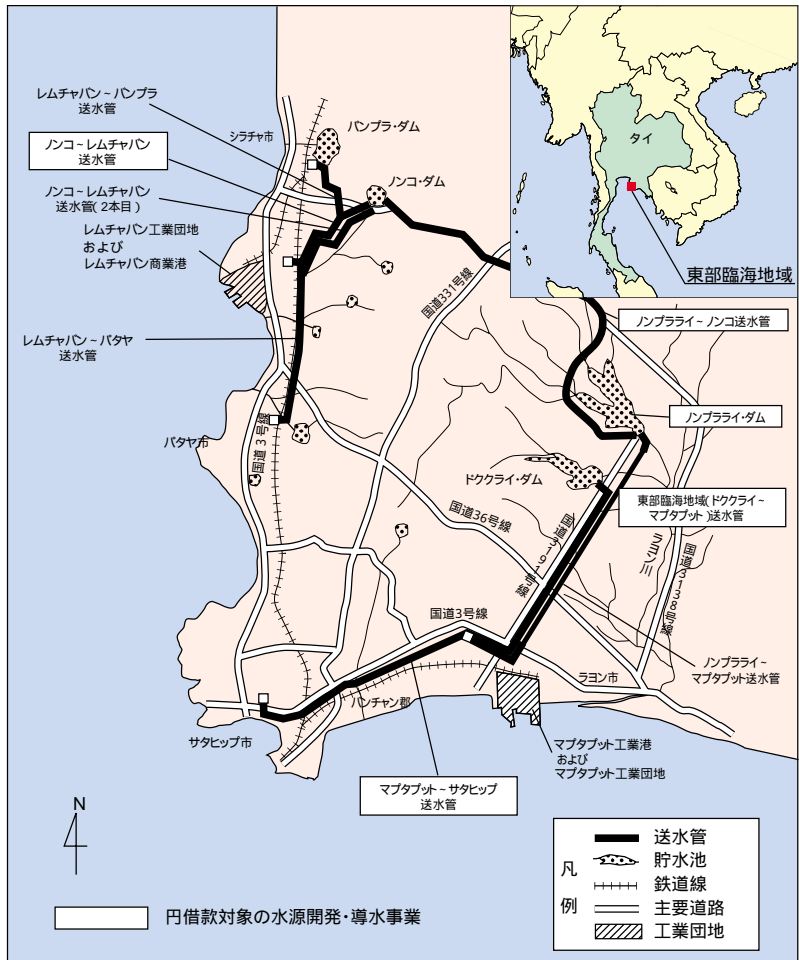 レムチャバン~バンプラ
送水管
シラチャ市
バンプラ・ダム
ノンコ~レムチャバン
送水管
ノンコ~レムチャバン
送水管(2本目)
ノンコ・ダム
レムチャバン工業団地
および
レムチャバン商業港
タイ
東部臨海地域
国道331号線
ノンプラライ~ノンコ送水管
レムチャバン~パタヤ
送水管
ノンプラライ・ダム
パタヤ市
国道3号線
ドククライ・ダム
東部臨海地域(ドククライ~
マプタプット)送水管
国道36号線
国道3191号線
ラヨン川
国道3138号線
国道3号線
ノンプラライ~
マプタプット送水管
ラヨン市
バンチャン郡
サタヒップ市
マプタプット工業港
および
マプタプット工業団地
マプタプット~サタヒップ
送水管
N
凡例
送水管
貯水池
鉄道線
主要道路
工業団地
円借款対象の水源開発・導水事業